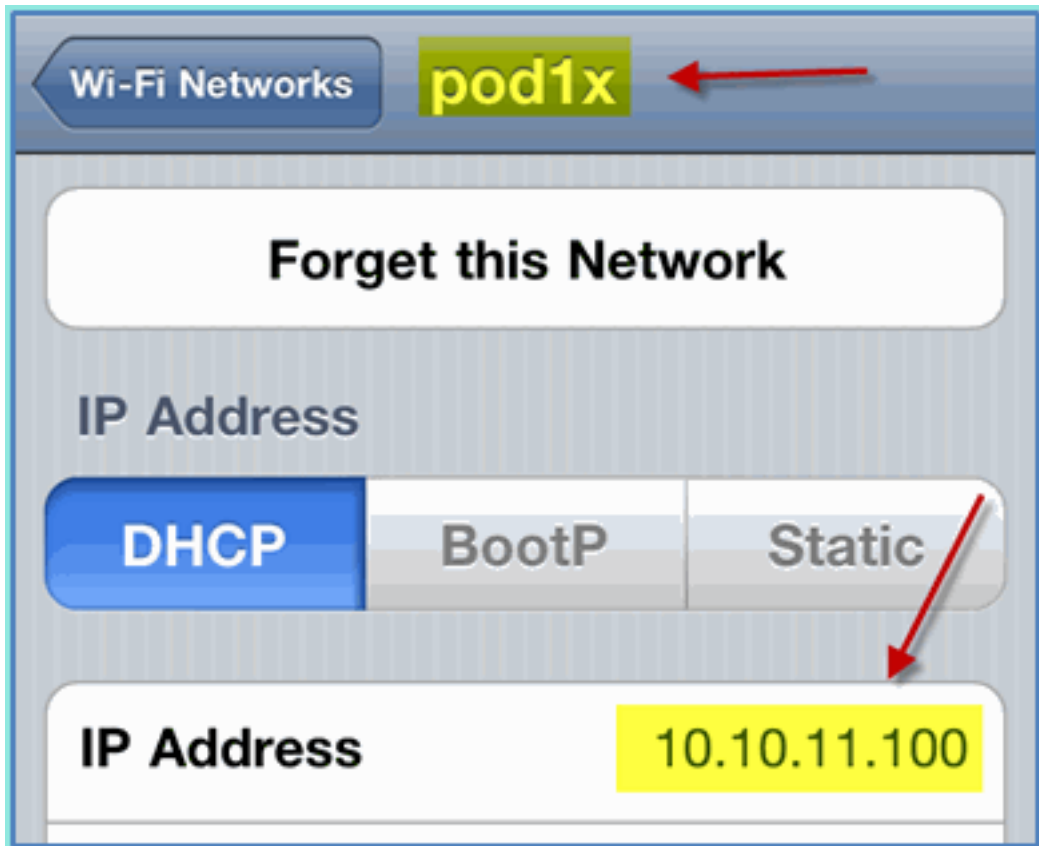 Wi-Fi Networks pod1x
Forget this Network
IP Address
DHCP BootP Static
IP Address 10.10.11.100